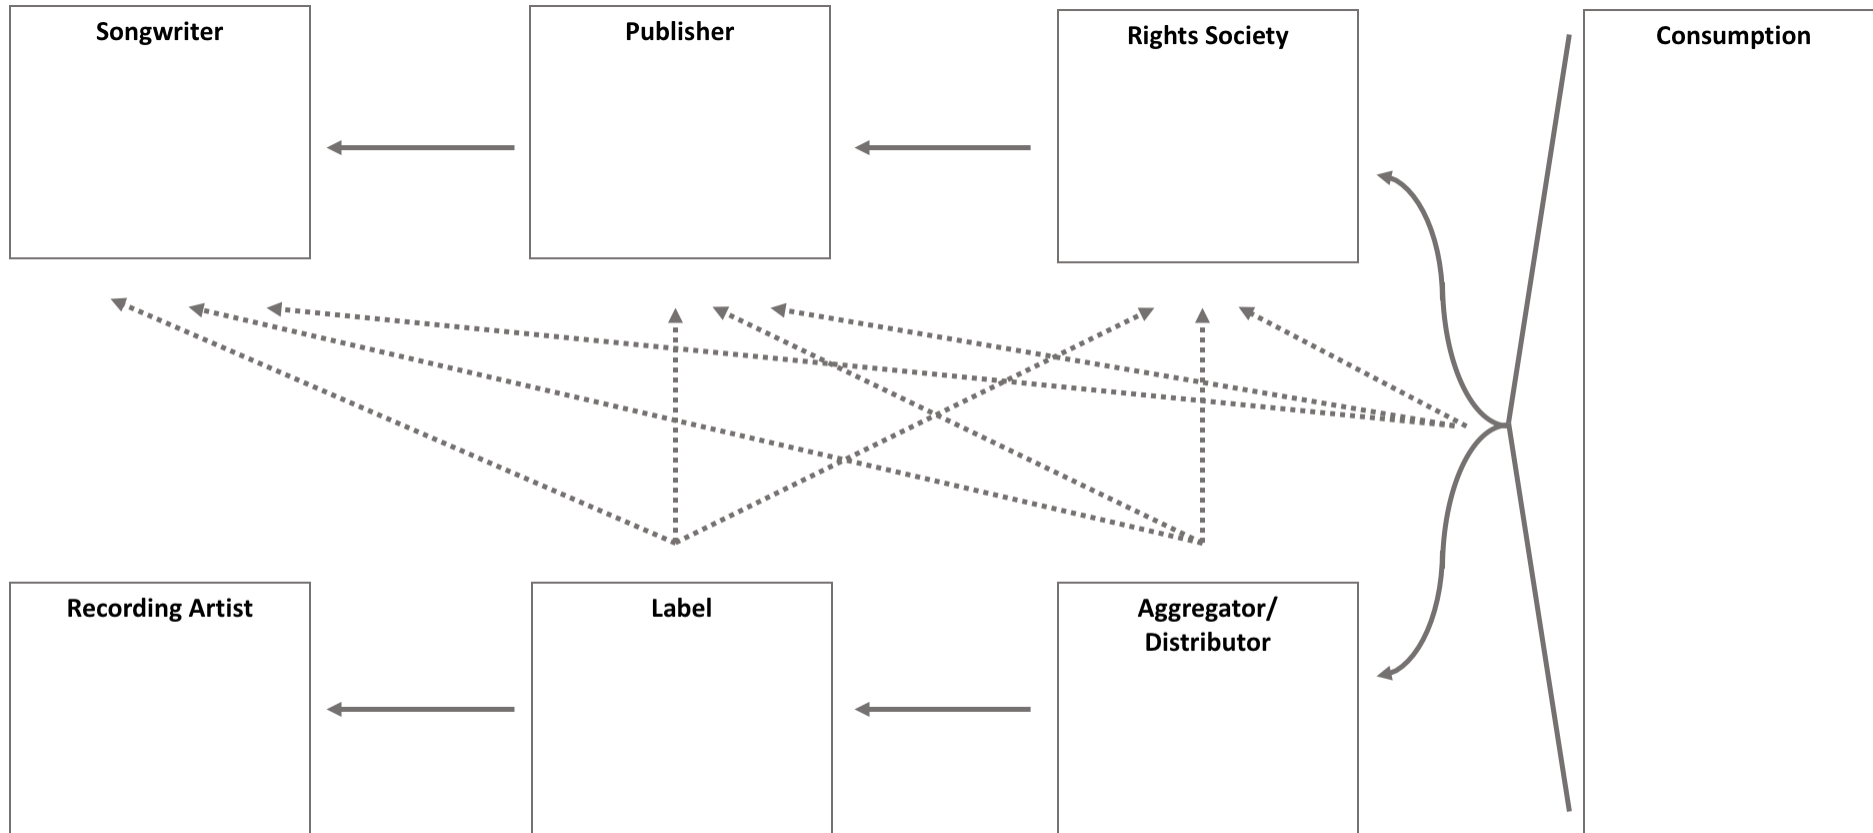 Songwriter
Publisher
Rights Society
Consumption
Recording Artist
Label
Aggregator/
Distributor